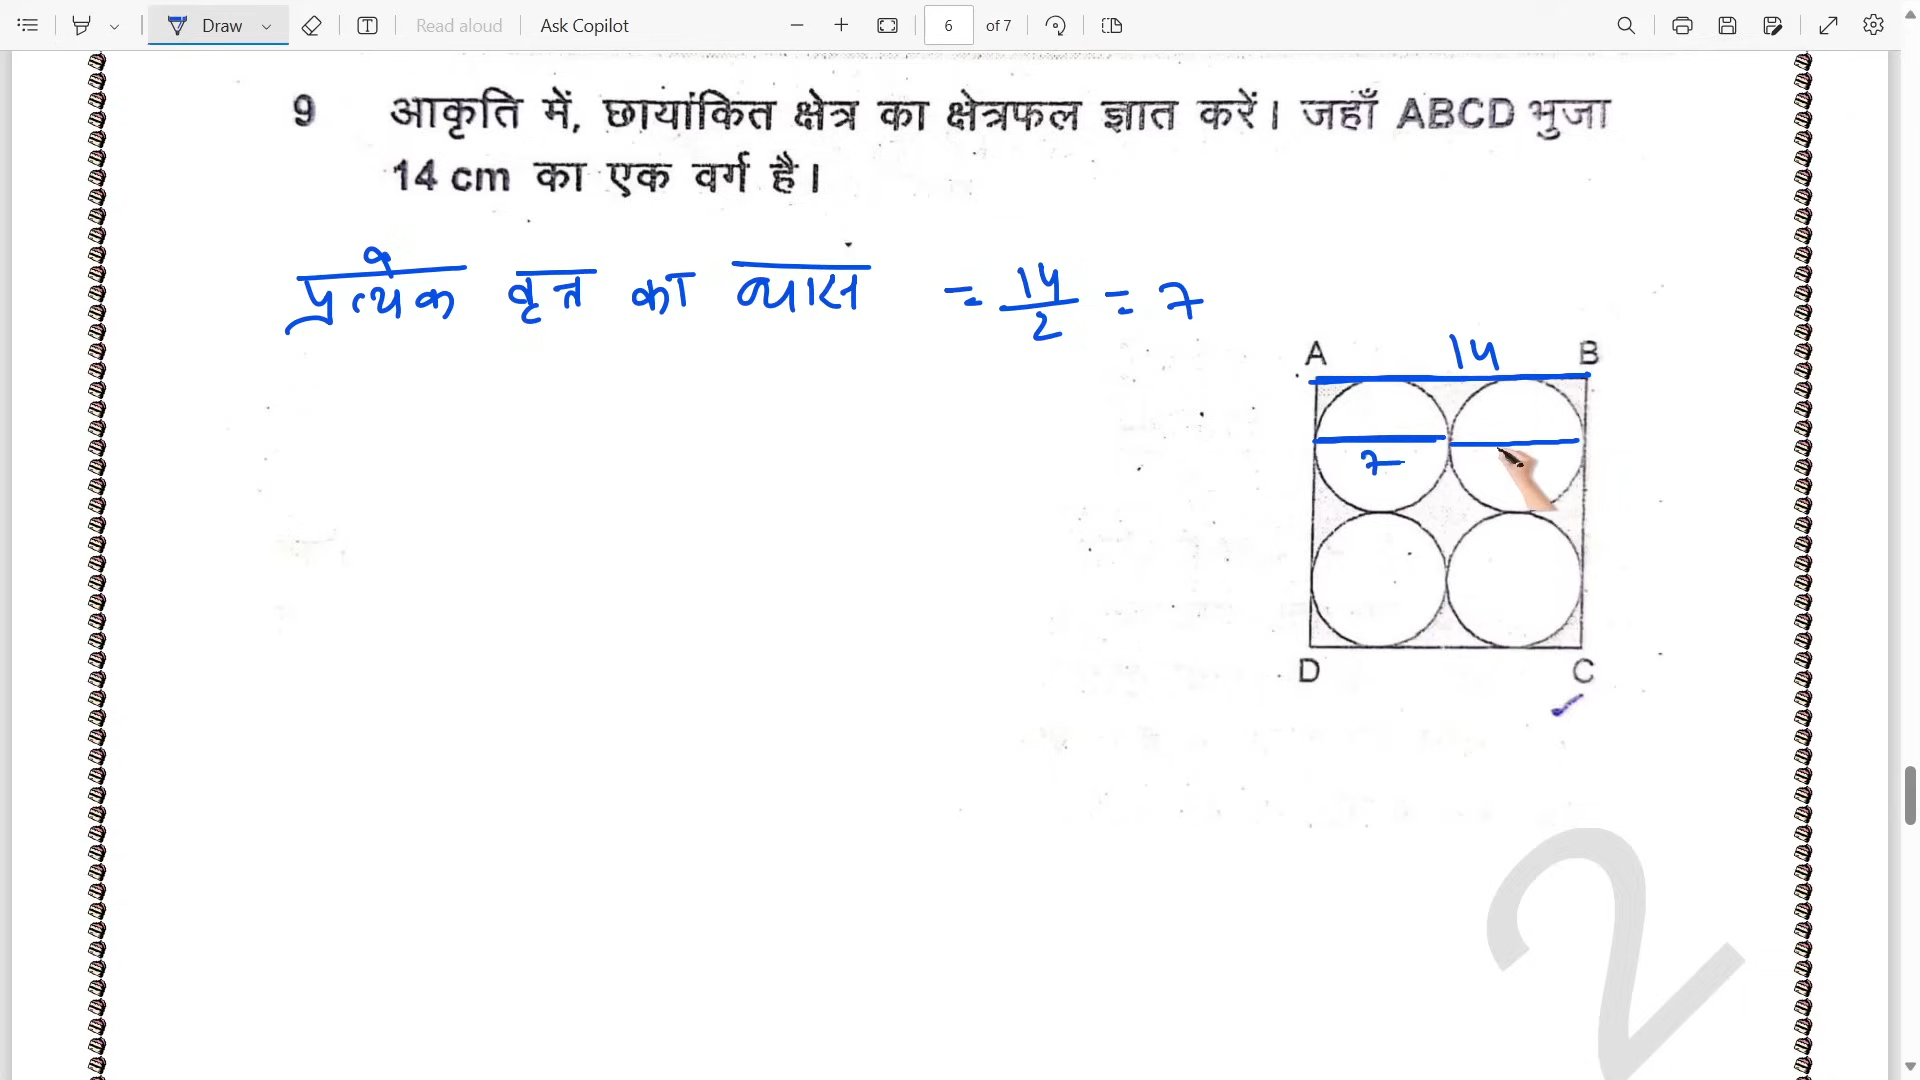 Draw Read aloud Ask Copilot 6 of 7
9 आकृति में, छायांकित क्षेत्र का क्षेत्रफल ज्ञात करें। जहाँ ABCD भुजा
14 cm का एक वर्ग है।
प्रत्येक वृत्त का व्यास = 14/2 = 7
A 14 B
7
D C
2